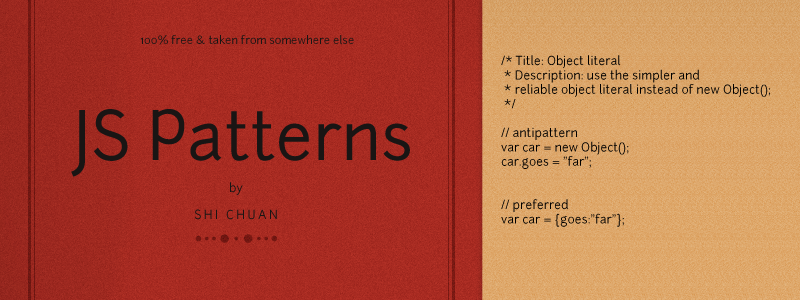 100% free & taken from somewhere else
JS Patterns
by
SHI CHUAN
/* Title: Object literal
* Description: use the simpler and
* reliable object literal instead of new Object();
*/
// antipattern
var car = new Object();
car.goes = "far";
// preferred
var car = {goes:"far"};